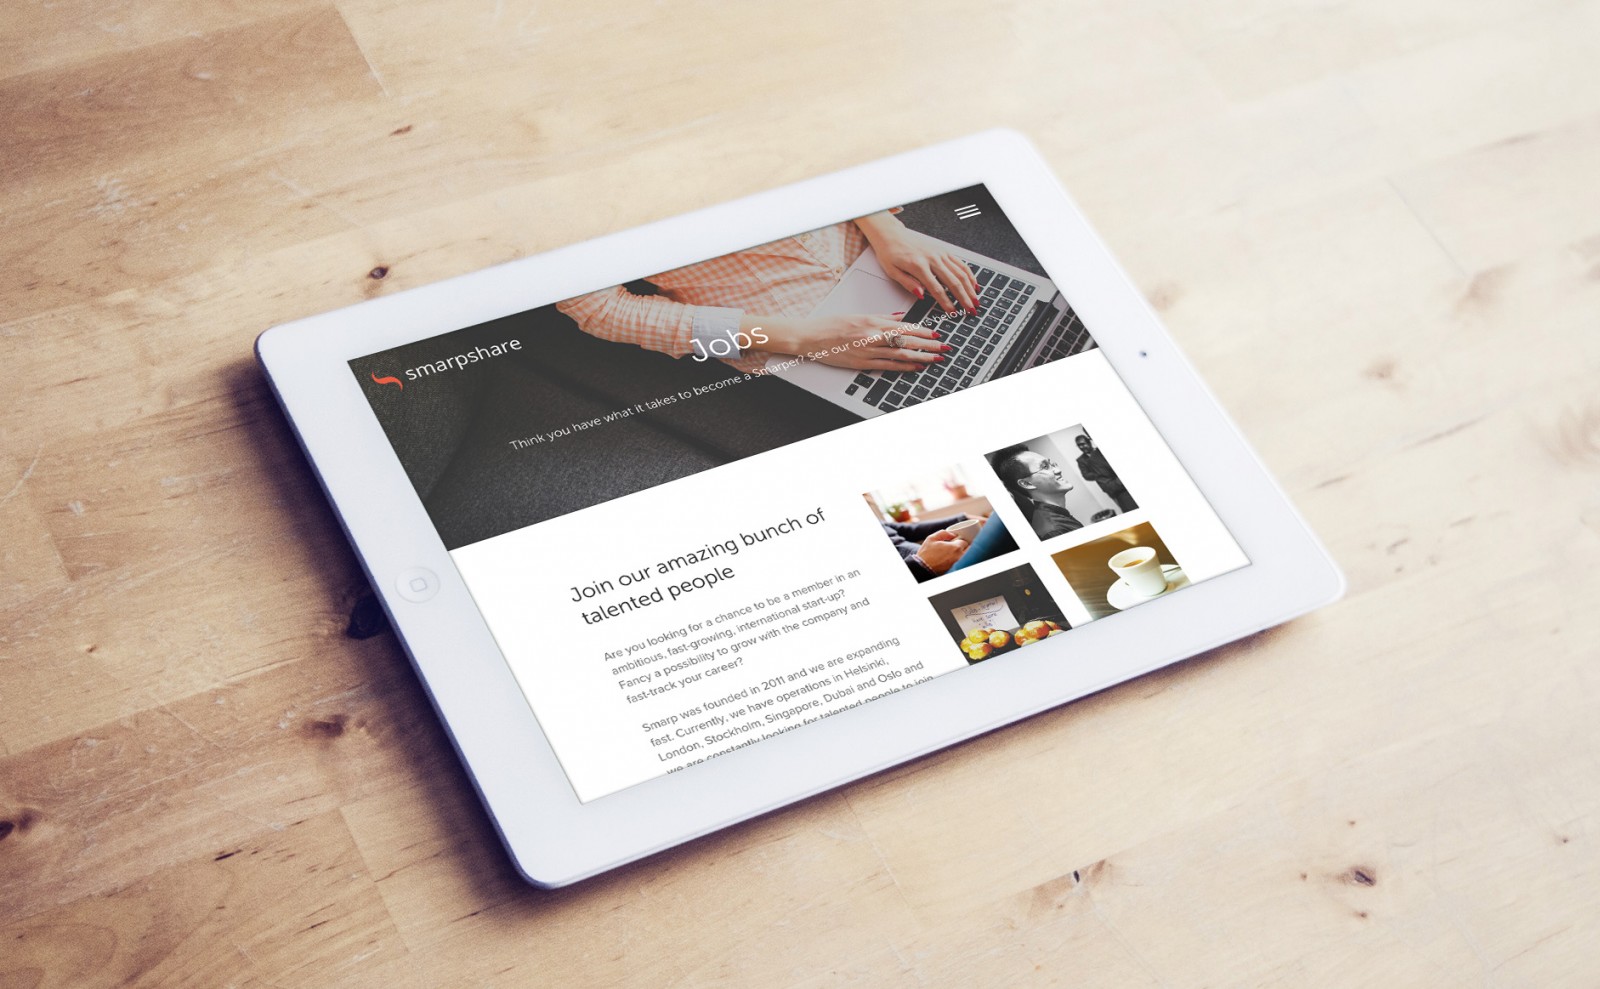 smarpshare
Jobs
Think you have what it takes to become a Smarper? See our open positions below.
Join our amazing bunch of
talented people
Are you looking for a chance to be a member in an
ambitious, fast-growing, international start-up?
Fancy a possibility to grow with the company and
fast-track your career?
Smarp was founded in 2011 and we are expanding
fast. Currently, we have operations in Helsinki,
London, Stockholm, Singapore, Dubai and Oslo and
we are constantly looking for talented people to join